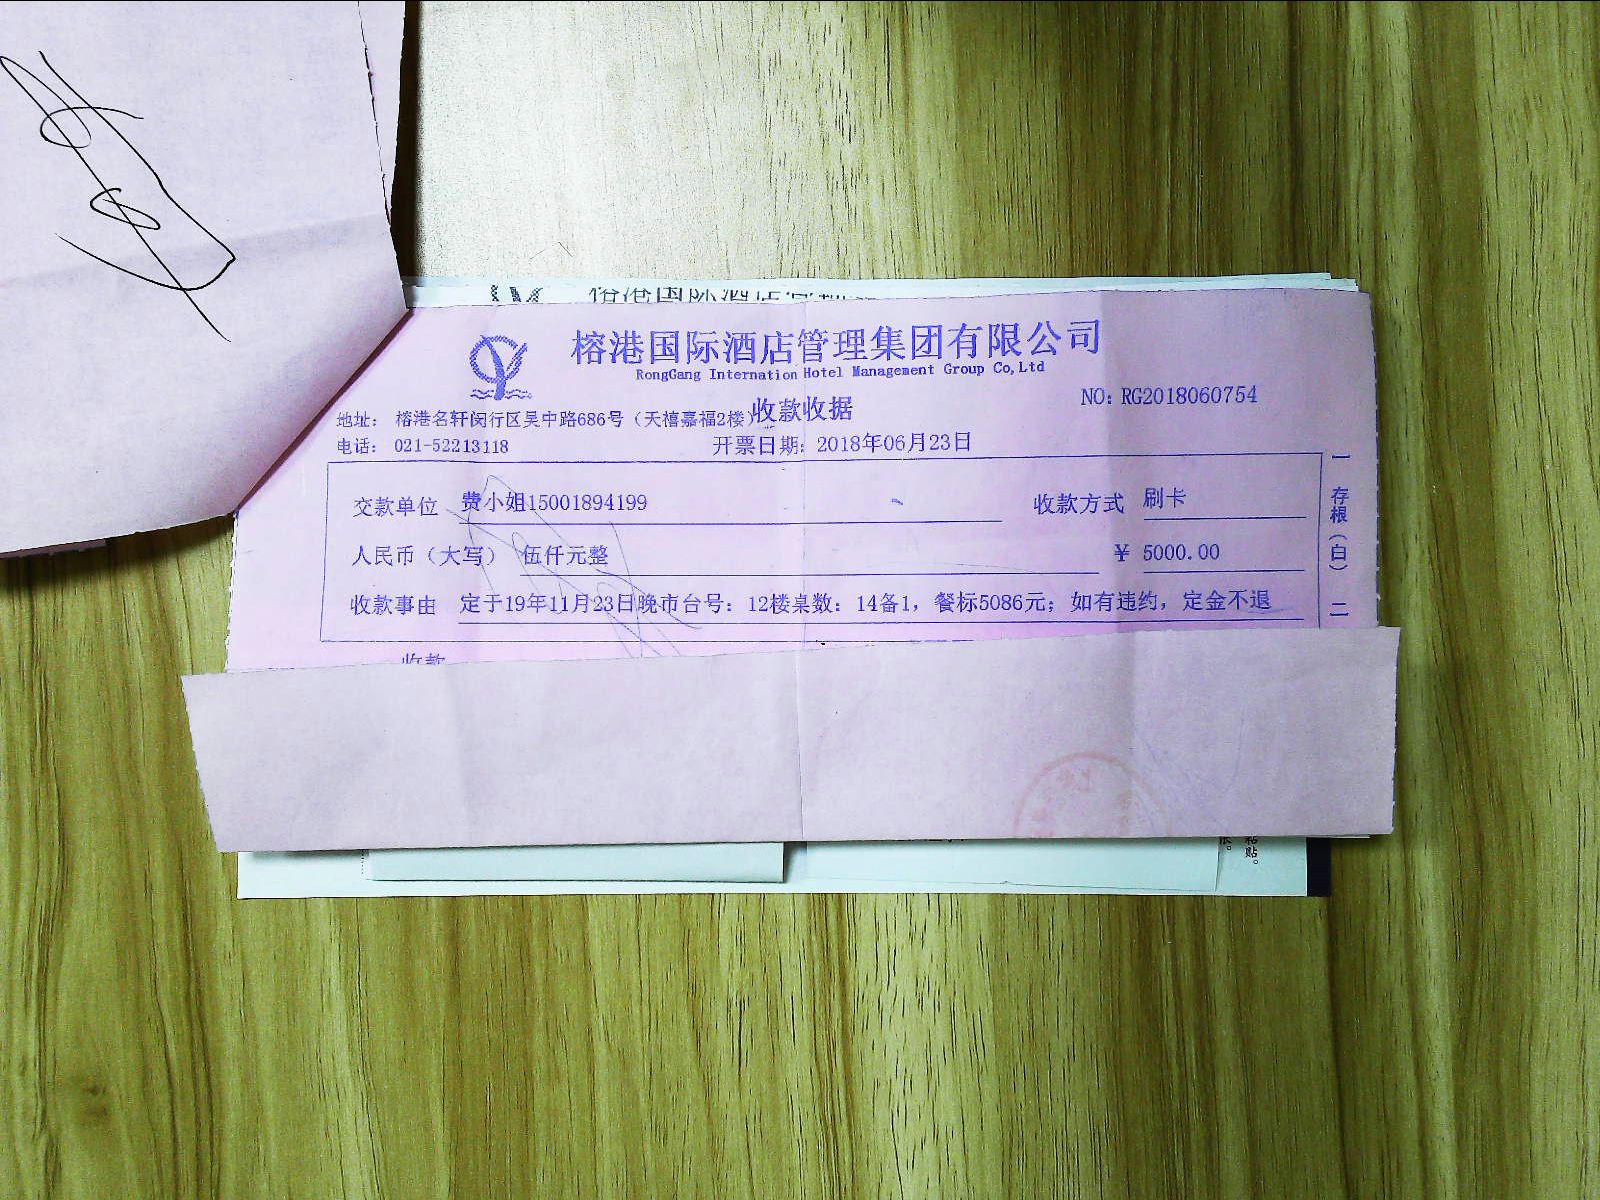 榕港国际酒店管理集团有限公司
RongGang Internation Hotel Management Group Co,Ltd
收款收据
NO: RG2018060754
地址： 榕港名轩闵行区吴中路686号（天禧嘉福2楼）
电话： 021-52213118
开票日期：2018年06月23日
交款单位 费小姐15001894199 收款方式 刷卡
人民币（大写） 伍仟元整 ¥ 5000.00
收款事由 定于19年11月23日晚市台号：12楼桌数：14备1，餐标5086元；如有违约，定金不退
收款
一存根（白）二
粘贴。